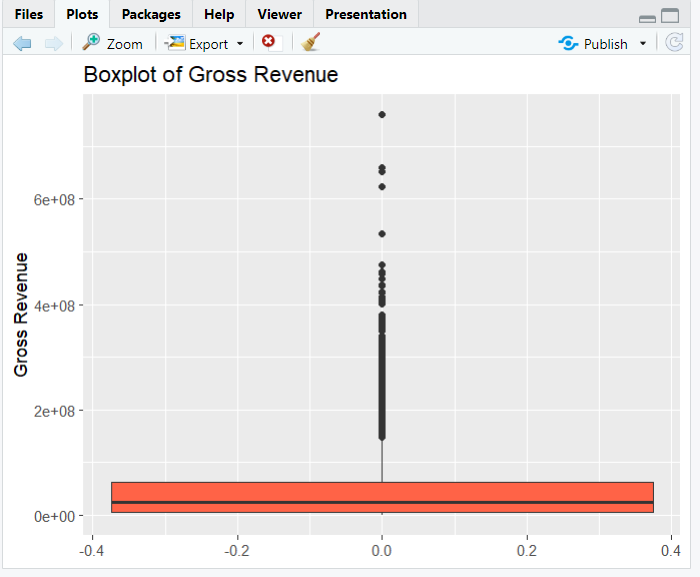 Files Plots Packages Help Viewer Presentation
Zoom Export Publish
Boxplot of Gross Revenue
6e+08
4e+08
2e+08
0e+00
Gross Revenue
-0.4 -0.2 0.0 0.2 0.4